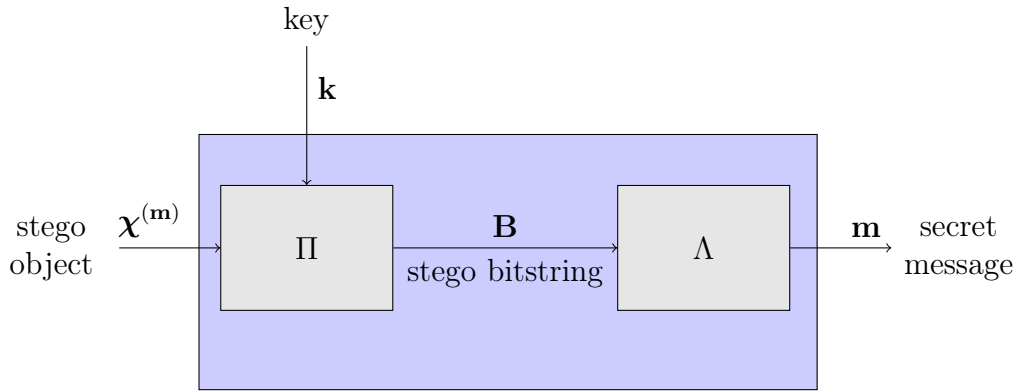 key
k
stego
object
χ^(m)
Π
B
stego bitstring
Λ
m
secret
message